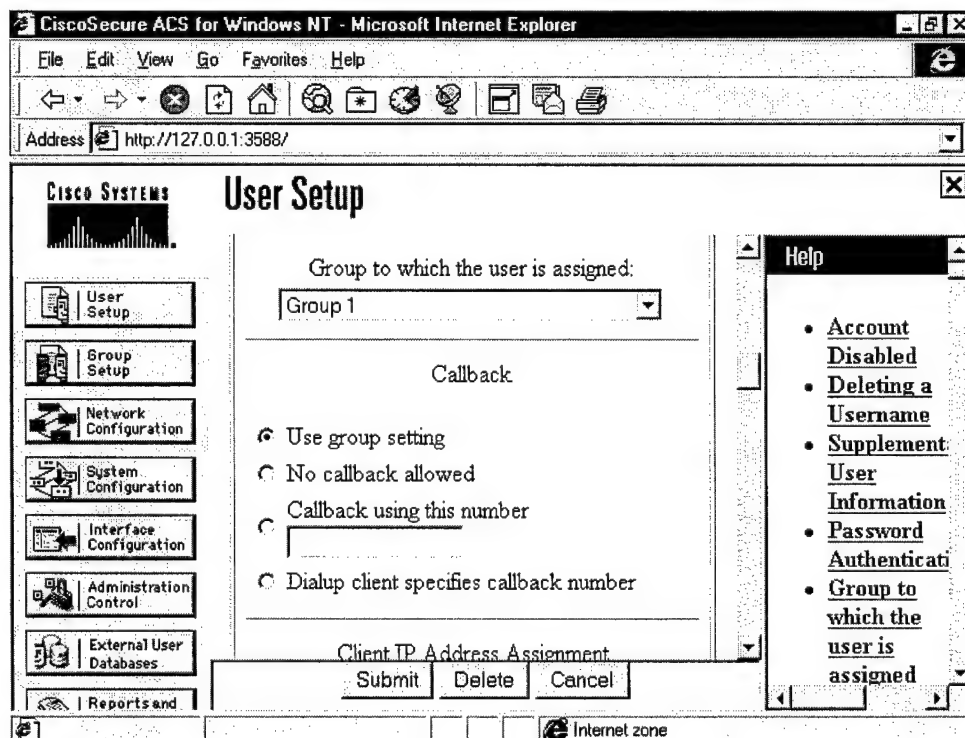 CiscoSecure ACS for Windows NT - Microsoft Internet Explorer
File Edit View Go Favorites Help
Address http://127.0.0.1:3588/
CISCO SYSTEMS
User Setup
User
Setup
Group
Setup
Network
Configuration
System
Configuration
Interface
Configuration
Administration
Control
External User
Databases
Reports and
Group to which the user is assigned:
Group 1
Callback
Use group setting
No callback allowed
Callback using this number
Dialup client specifies callback number
Client IP Address Assignment
Submit Delete Cancel
Help
Account
Disabled
Deleting a
Username
Supplement
User
Information
Password
Authenticati
Group to
which the
user is
assigned
Internet zone